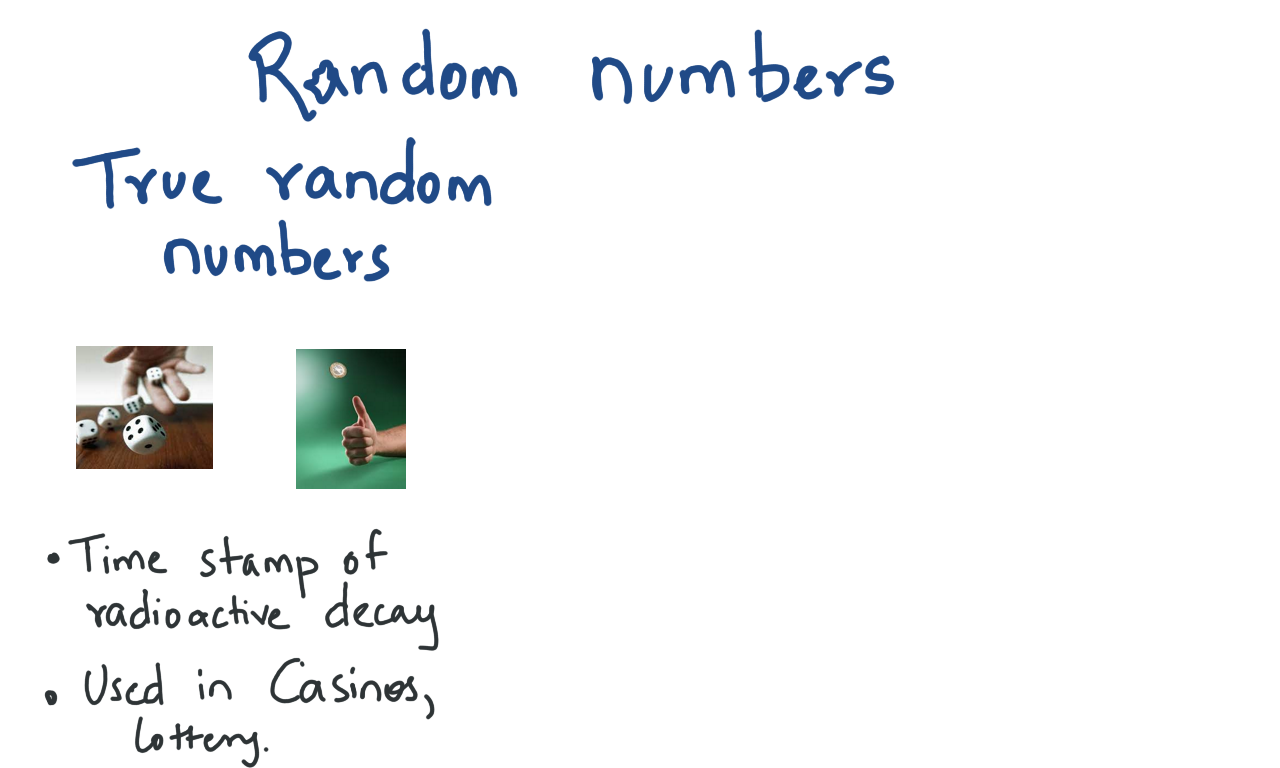 Random numbers
True random
numbers
• Time stamp of
radioactive decay
• Used in Casinos,
lottery.